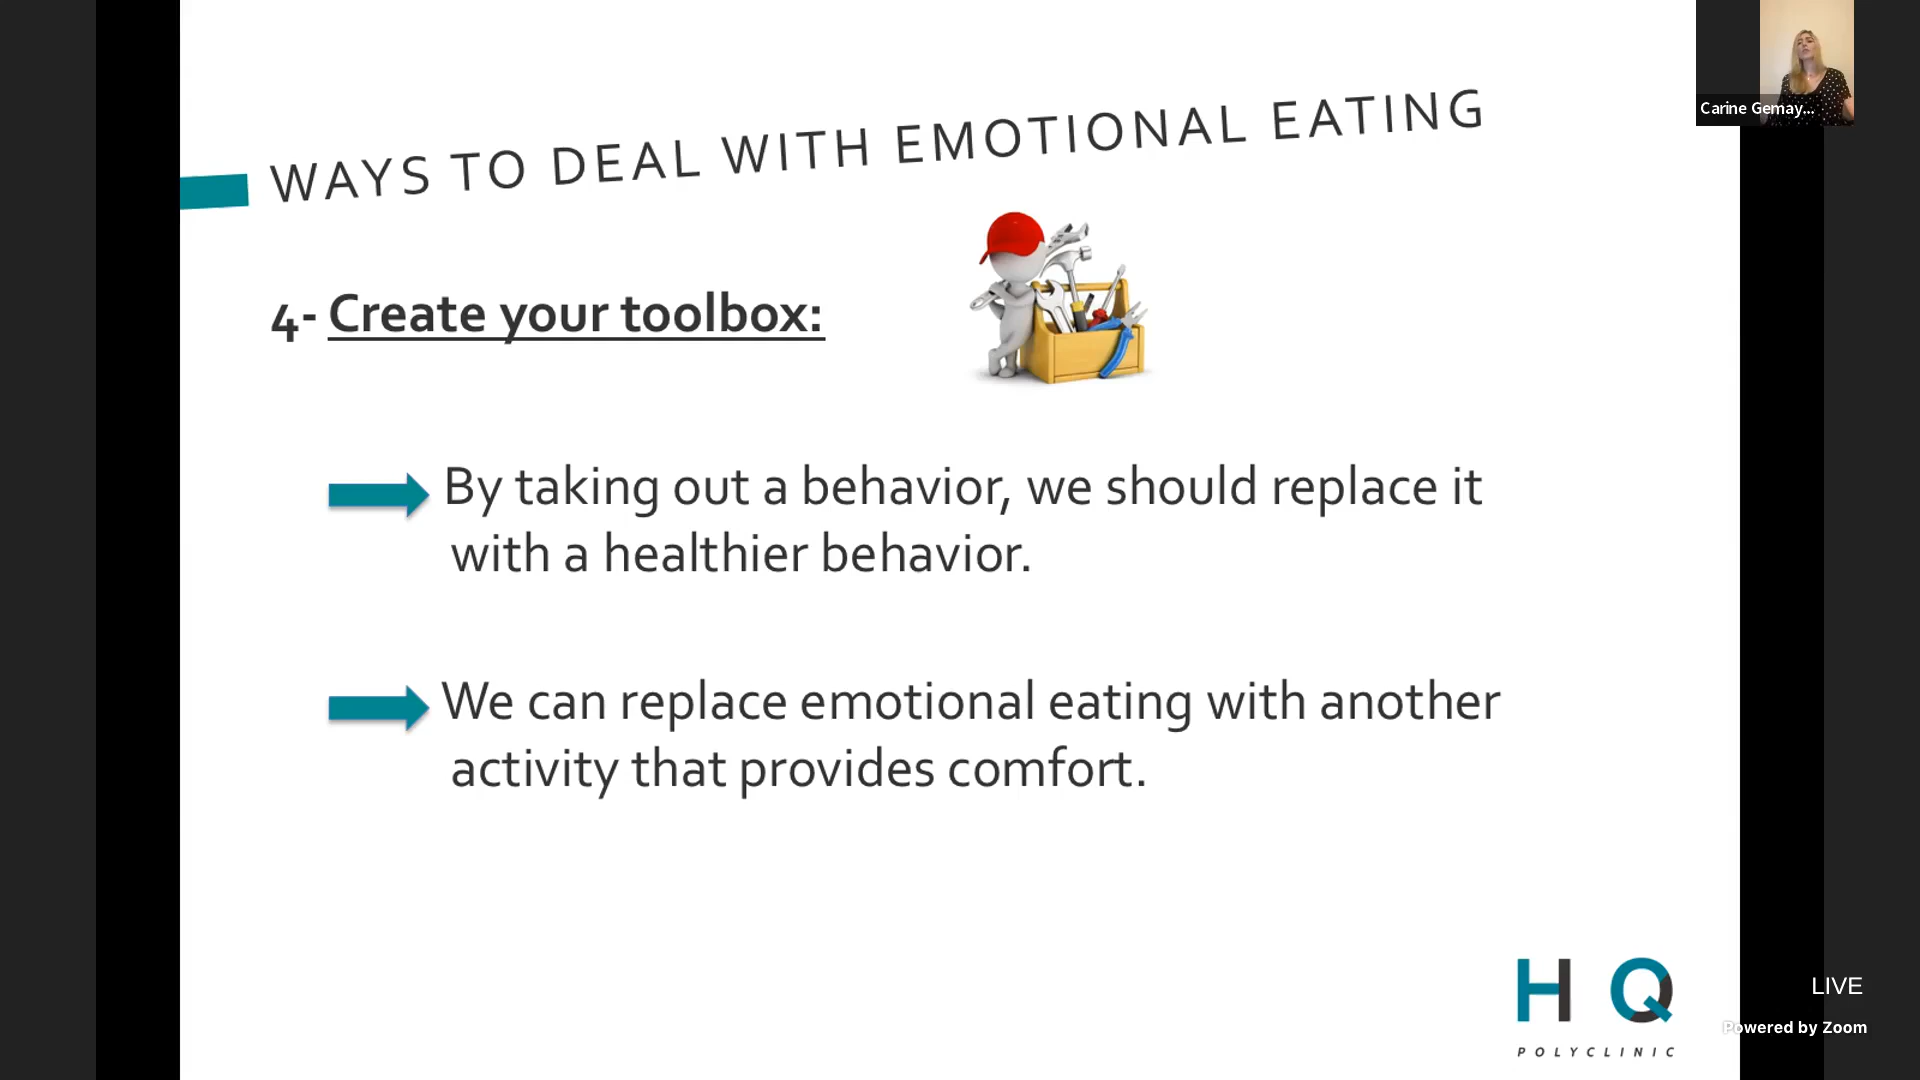 Carine Gemay...
WAYS TO DEAL WITH EMOTIONAL EATING
4- Create your toolbox:
By taking out a behavior, we should replace it
with a healthier behavior.
We can replace emotional eating with another
activity that provides comfort.
H Q
POLYCLINIC
LIVE
Powered by Zoom